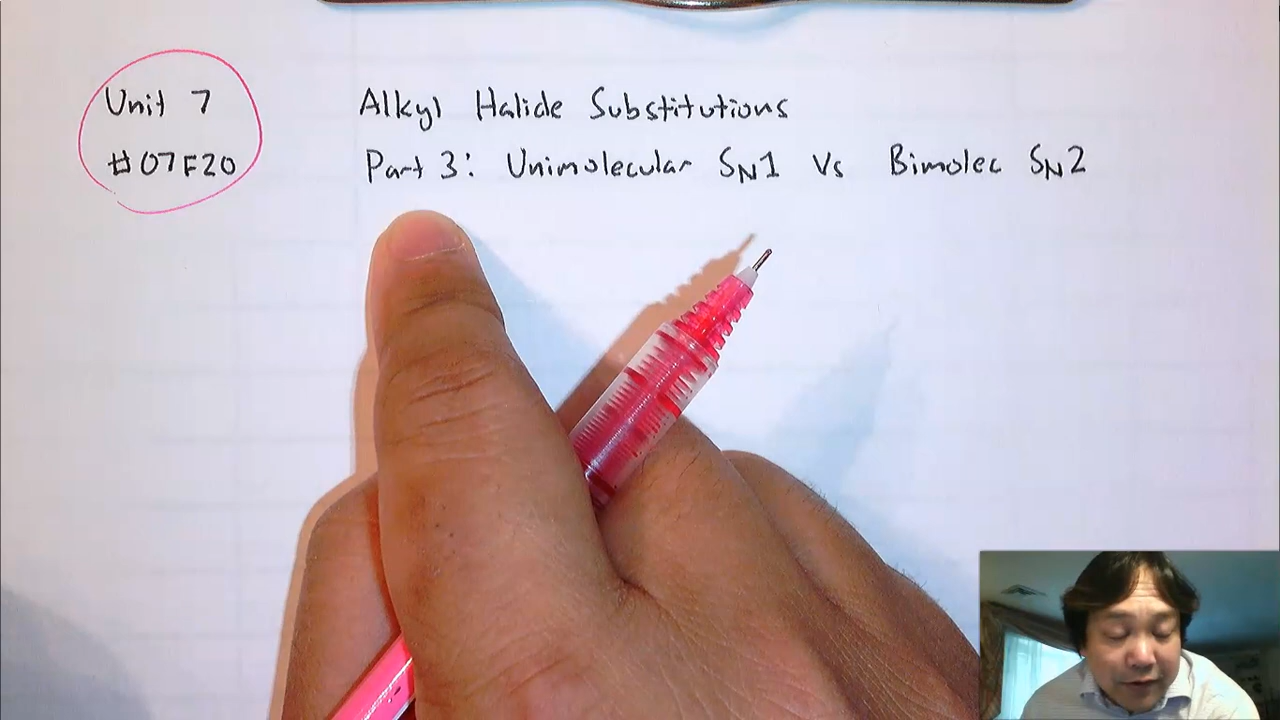 Unit 7
#07F20
Alkyl Halide Substitutions
Part 3: Unimolecular SN1 Vs Bimolec SN2